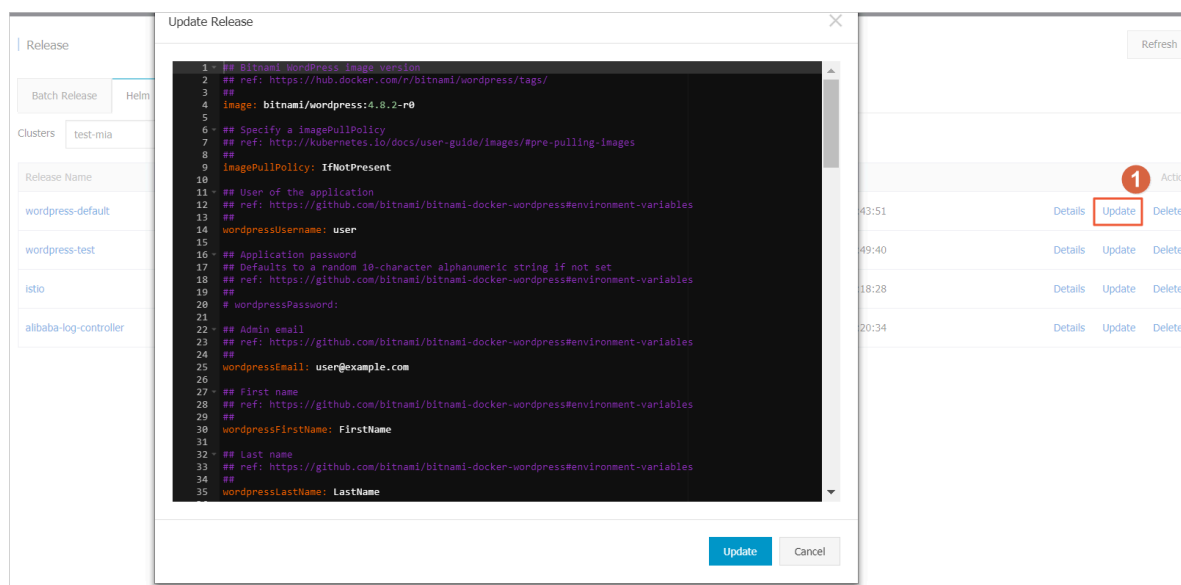 Update Release
Release
Refresh
Batch Release Helm
Clusters test-mia
Release Name
1
wordpress-default 43:51 Details Update Delete
wordpress-test 49:40 Details Update Delete
istio 18:28 Details Update Delete
alibaba-log-controller 20:34 Details Update Delete
1 ## Bitnami WordPress image version
2 ## ref: https://hub.docker.com/r/bitnami/wordpress/tags/
3 ##
4 image: bitnami/wordpress:4.8.2-r0
5
6 ## Specify a imagePullPolicy
7 ## ref: http://kubernetes.io/docs/user-guide/images/#pre-pulling-images
8 ##
9 imagePullPolicy: IfNotPresent
10
11 ## User of the application
12 ## ref: https://github.com/bitnami/bitnami-docker-wordpress#environment-variables
13 ##
14 wordpressUsername: user
15
16 ## Application password
17 ## Defaults to a random 10-character alphanumeric string if not set
18 ## ref: https://github.com/bitnami/bitnami-docker-wordpress#environment-variables
19 ##
20 # wordpressPassword:
21
22 ## Admin email
23 ## ref: https://github.com/bitnami/bitnami-docker-wordpress#environment-variables
24 ##
25 wordpressEmail: user@example.com
26
27 ## First name
28 ## ref: https://github.com/bitnami/bitnami-docker-wordpress#environment-variables
29 ##
30 wordpressFirstName: FirstName
31
32 ## Last name
33 ## ref: https://github.com/bitnami/bitnami-docker-wordpress#environment-variables
34 ##
35 wordpressLastName: LastName
Update Cancel